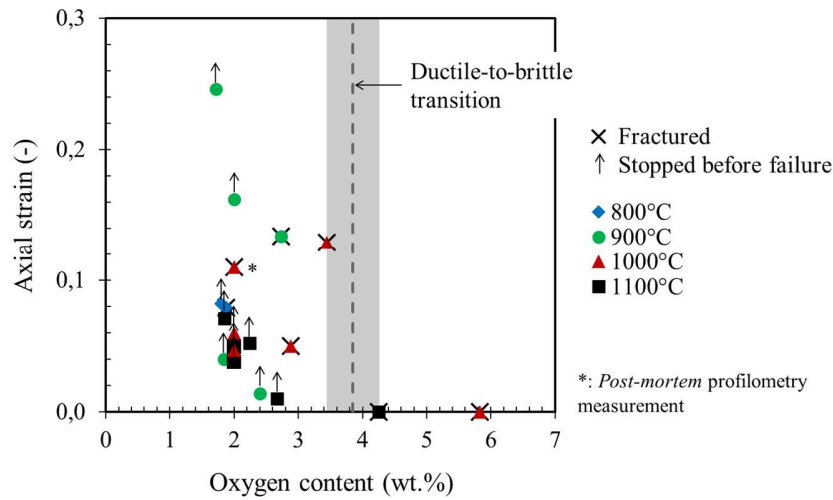 0,3
0,2
0,1
0,0
Axial strain (-)
0 1 2 3 4 5 6 7
Oxygen content (wt.%)
Ductile-to-brittle
transition
*
Fractured
Stopped before failure
800°C
900°C
1000°C
1100°C
*: Post-mortem profilometry
measurement